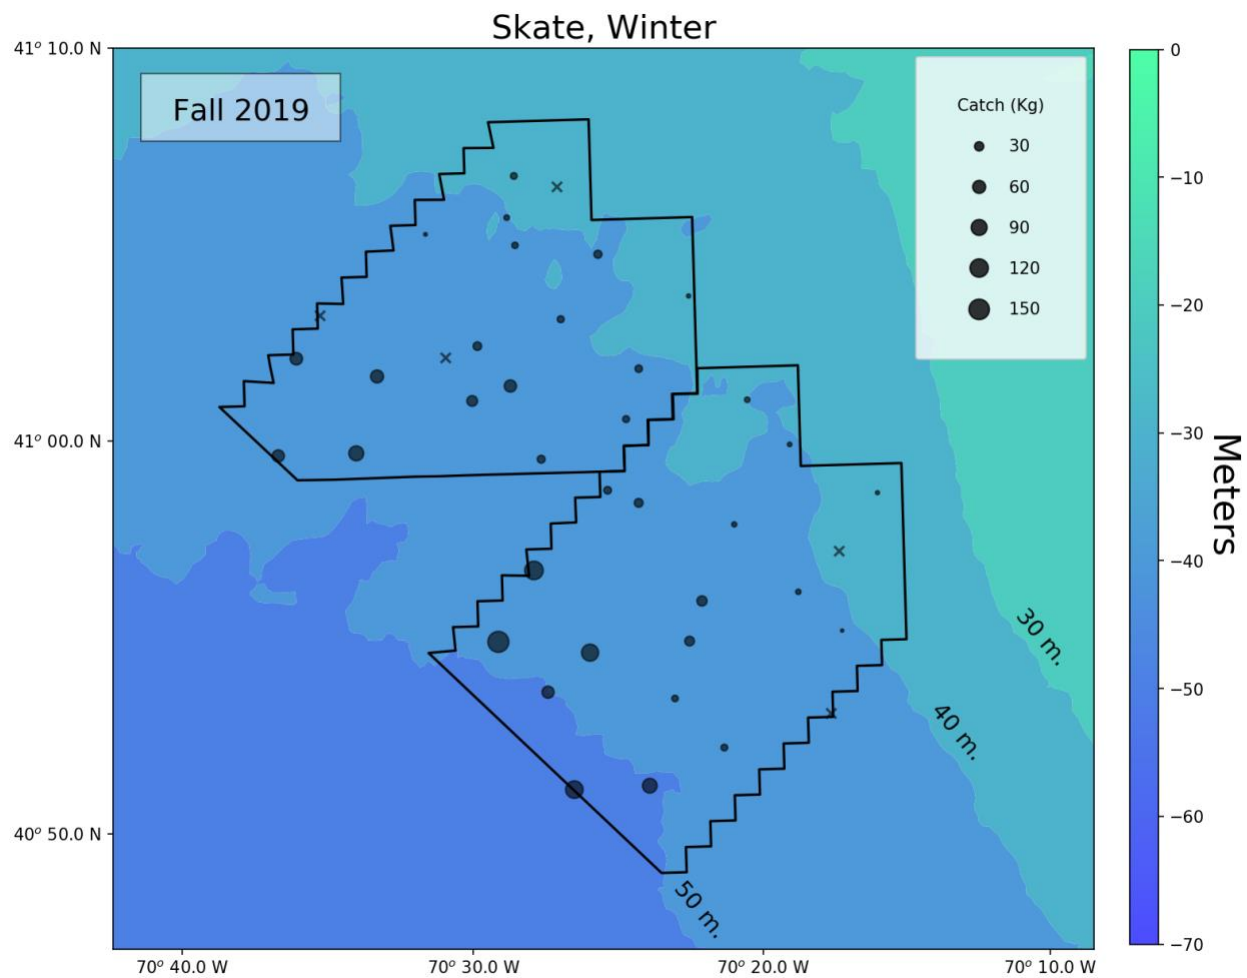 Skate, Winter
41° 10.0 N
Fall 2019
Catch (Kg)
30
60
90
120
150
41° 00.0 N
40° 50.0 N
30 m.
40 m.
50 m.
70° 40.0 W
70° 30.0 W
70° 20.0 W
70° 10.0 W
0
−10
−20
−30
−40
−50
−60
−70
Meters